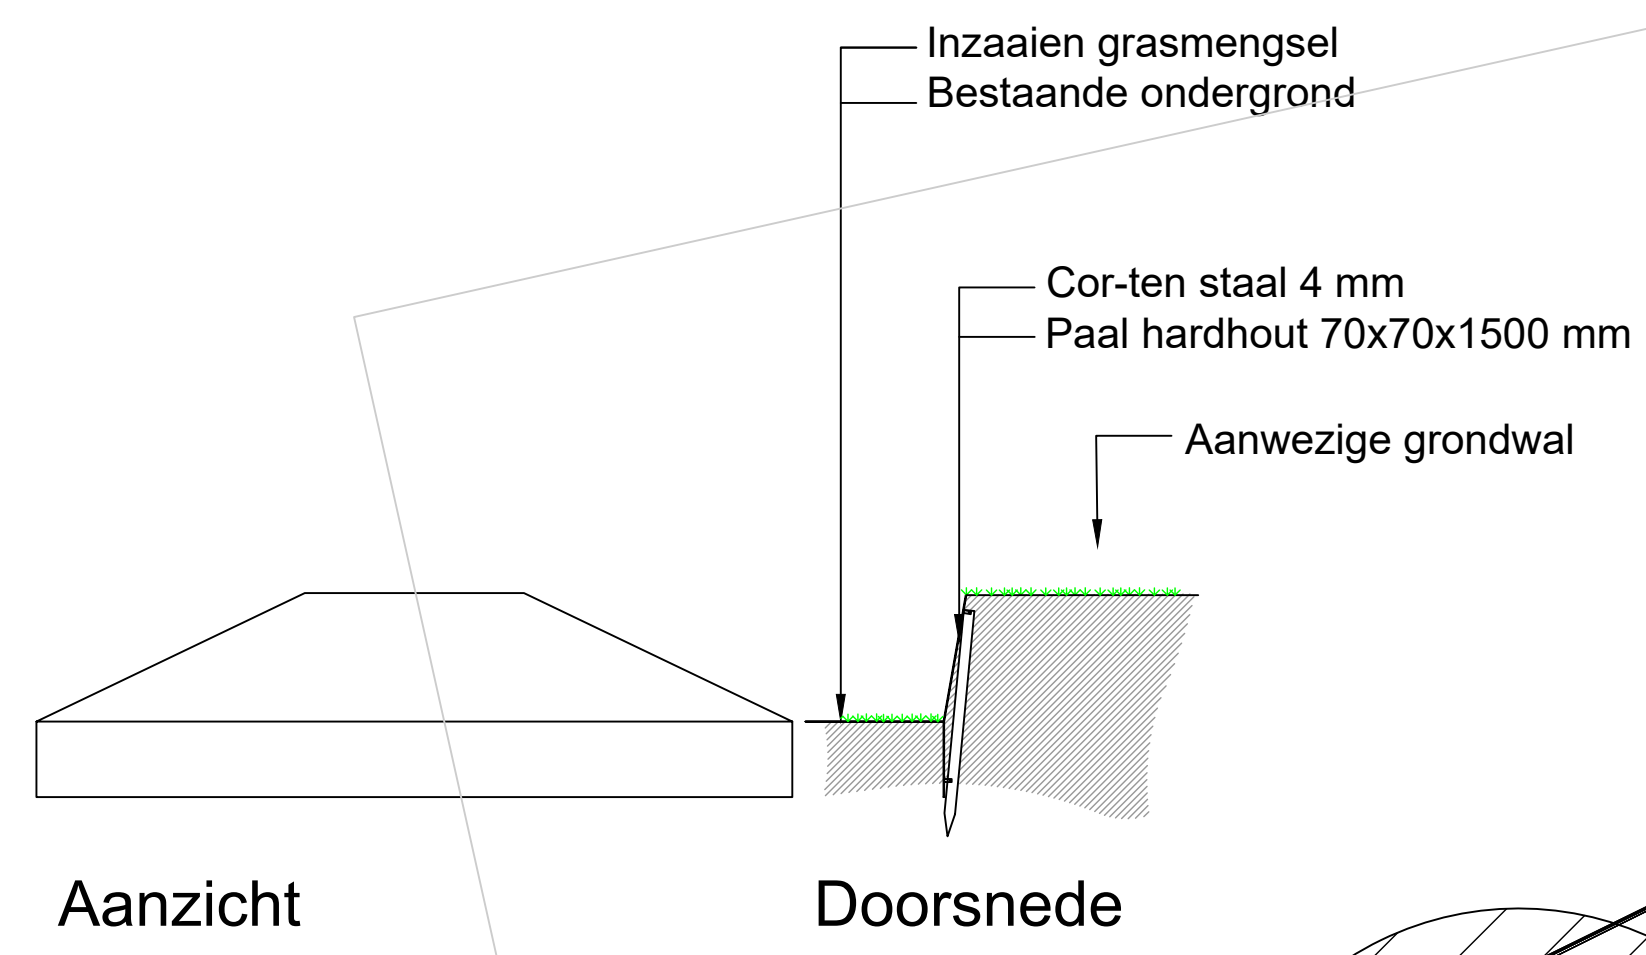 Inzaaien grasmengsel
Bestaande ondergrond
Cor-ten staal 4 mm
Paal hardhout 70x70x1500 mm
Aanwezige grondwal
Aanzicht
Doorsnede